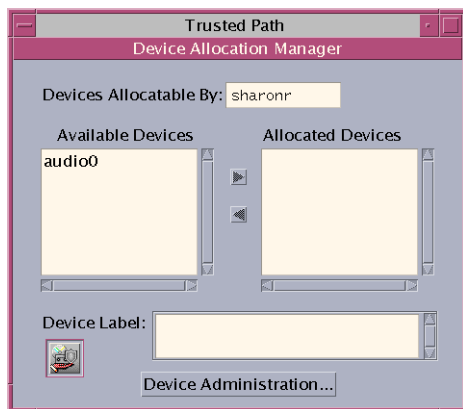 Trusted Path
Device Allocation Manager
Devices Allocatable By: sharonr
Available Devices
Allocated Devices
audio0
Device Label:
Device Administration...